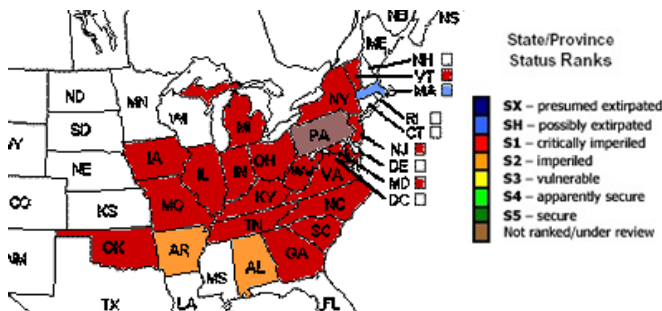 NB
NS
ME
NH
VT
MA
RI
CT
NJ
DE
MD
DC
ND
MN
SD
WI
NY
MI
PA
NE
IA
IL
IN
OH
WV
VA
CO
KS
MO
KY
NC
TN
OK
AR
SC
MS
AL
GA
TX
LA
FL
State/Province
Status Ranks
SX – presumed extirpated
SH – possibly extirpated
S1 – critically imperiled
S2 – imperiled
S3 – vulnerable
S4 – apparently secure
S5 – secure
Not ranked/under review